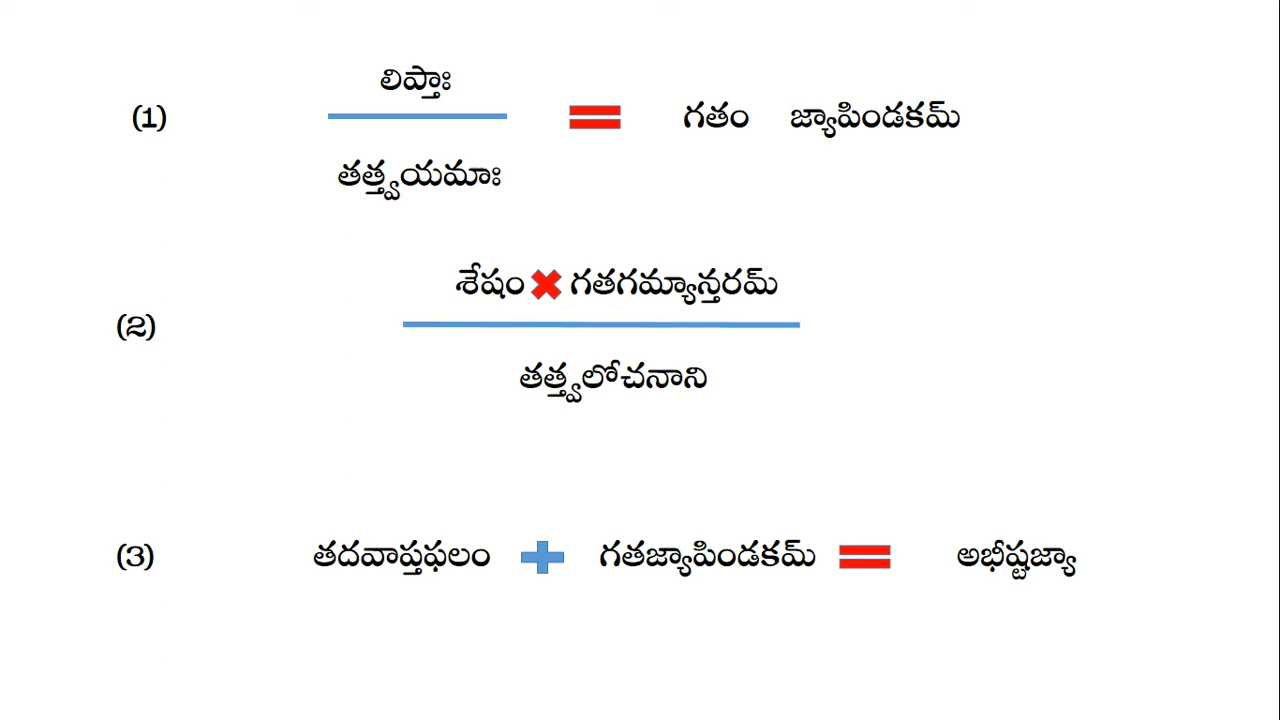 లిప్తాః
(1) = గతం జ్యాపిండకమ్
తత్త్వయమాః
శేషం × గతగమ్యాన్తరమ్
(2)
తత్త్వలోచనాని
(3) తదవాప్తఫలం + గతజ్యాపిండకమ్ = అభీష్టజ్యా